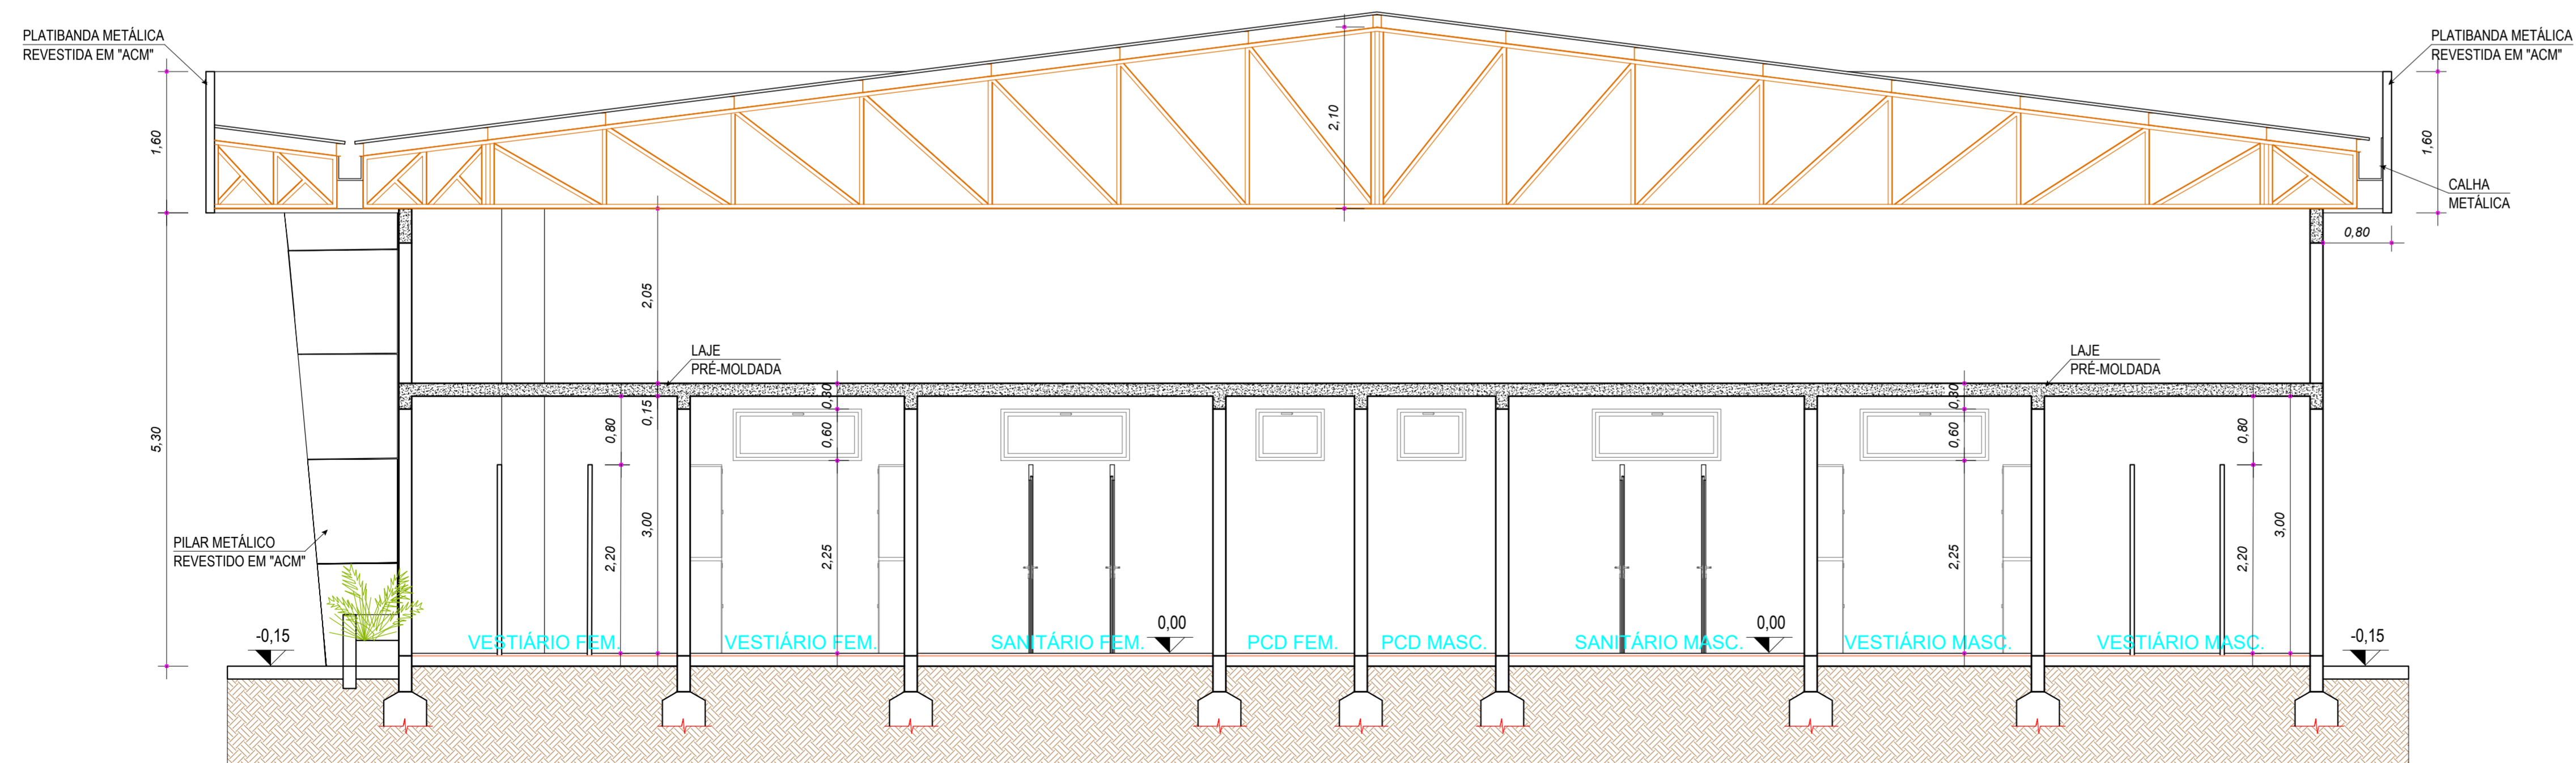 PLATIBANDA METÁLICA
REVESTIDA EM "ACM"
PLATIBANDA METÁLICA
REVESTIDA EM "ACM"
1,60
2,10
1,60
CALHA
METÁLICA
0,80
2,05
LAJE
PRÉ-MOLDADA
LAJE
PRÉ-MOLDADA
5,30
0,80
0,15
0,30
0,60
0,30
0,60
0,80
PILAR METÁLICO
REVESTIDO EM "ACM"
2,20
3,00
2,25
2,25
2,20
3,00
-0,15
0,00
0,00
-0,15
VESTIÁRIO FEM.
VESTIÁRIO FEM.
SANITÁRIO FEM.
PCD FEM.
PCD MASC.
SANITÁRIO MASC.
VESTIÁRIO MASC.
VESTIÁRIO MASC.